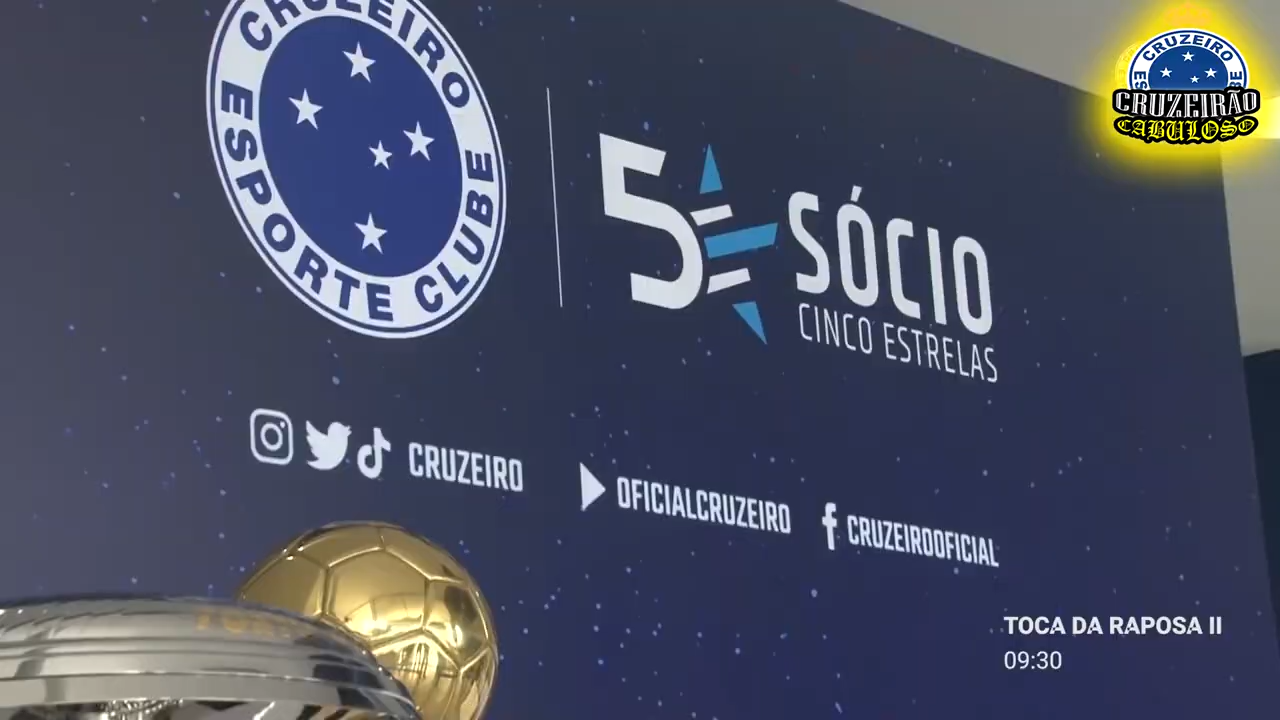 CRUZEIRO
ESPORTE CLUBE
5
SÓCIO
CINCO ESTRELAS
CRUZEIRO
OFICIALCRUZEIRO
CRUZEIROOFICIAL
CRUZEIRO
CRUZEIRÃO
CABULOSO
TOCA DA RAPOSA II
09:30